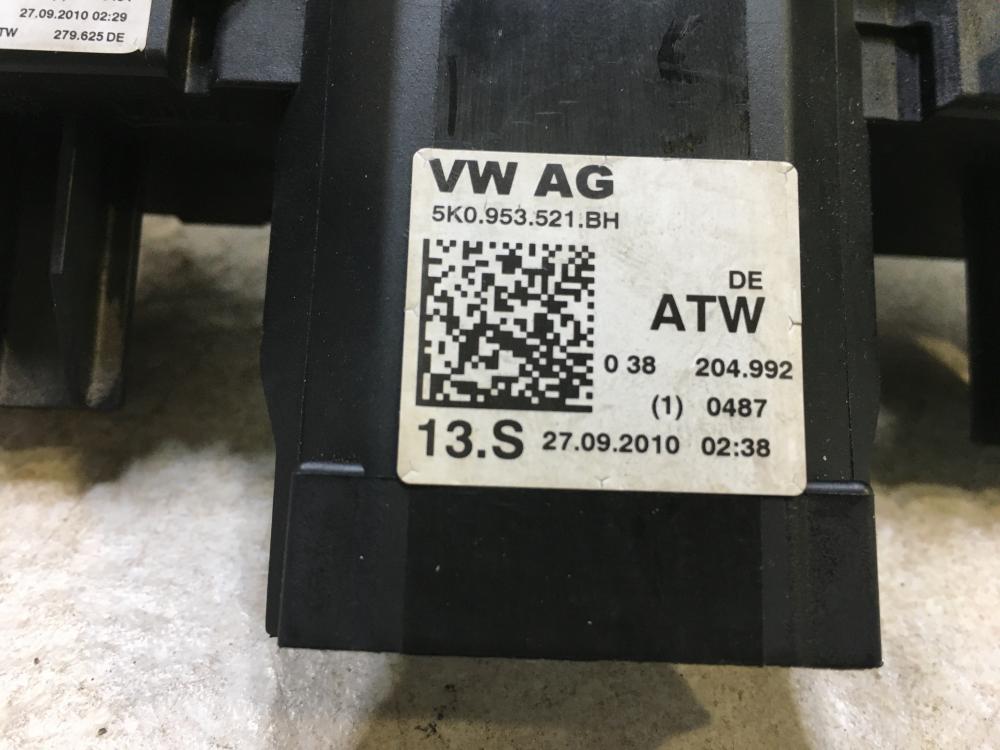 27.09.2010 02:29
TW 279.625 DE
VW AG
5K0.953.521.BH
DE
ATW
0 38 204.992
(1) 0487
13.S 27.09.2010 02:38